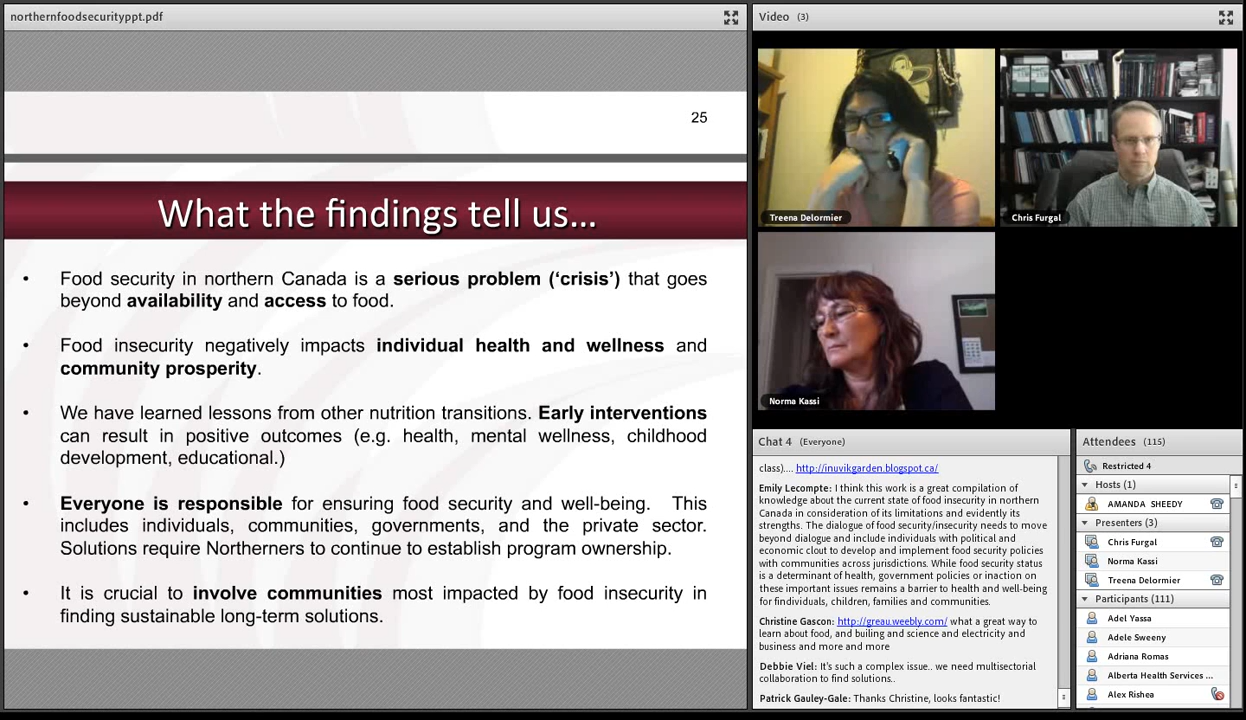 northernfoodsecurityppt.pdf
25
What the findings tell us...
• Food security in northern Canada is a serious problem (‘crisis’) that goes
beyond availability and access to food.
• Food insecurity negatively impacts individual health and wellness and
community prosperity.
• We have learned lessons from other nutrition transitions. Early interventions
can result in positive outcomes (e.g. health, mental wellness, childhood
development, educational.)
• Everyone is responsible for ensuring food security and well-being. This
includes individuals, communities, governments, and the private sector.
Solutions require Northerners to continue to establish program ownership.
• It is crucial to involve communities most impacted by food insecurity in
finding sustainable long-term solutions.
Video (3)
Treena Delormier
Chris Furgal
Norma Kassi
Chat 4 (Everyone)
class).... http://inuvikgarden.blogspot.ca/
Emily Lecompte: I think this work is a great compilation of
knowledge about the current state of food insecurity in northern
Canada in consideration of its limitations and evidently its
strengths. The dialogue of food security/insecurity needs to move
beyond dialogue and include individuals with political and
economic clout to develop and implement food security policies
with communities across jurisdictions. While food security status
is a determinant of health, government policies or inaction on
these important issues remains a barrier to health and well-being
for findividuals, children, families and communities.
Christine Gascon: http://greau.weebly.com/ what a great way to
learn about food, and builing and science and electricity and
business and more and more
Debbie Viel: It's such a complex issue.. we need multisectorial
collaboration to find solutions..
Patrick Gauley-Gale: Thanks Christine, looks fantastic!
Attendees (115)
Restricted 4
Hosts (1)
AMANDA SHEEDY
Presenters (3)
Chris Furgal
Norma Kassi
Treena Delormier
Participants (111)
Adel Yassa
Adele Sweeny
Adriana Romas
Alberta Health Services ...
Alex Rishea